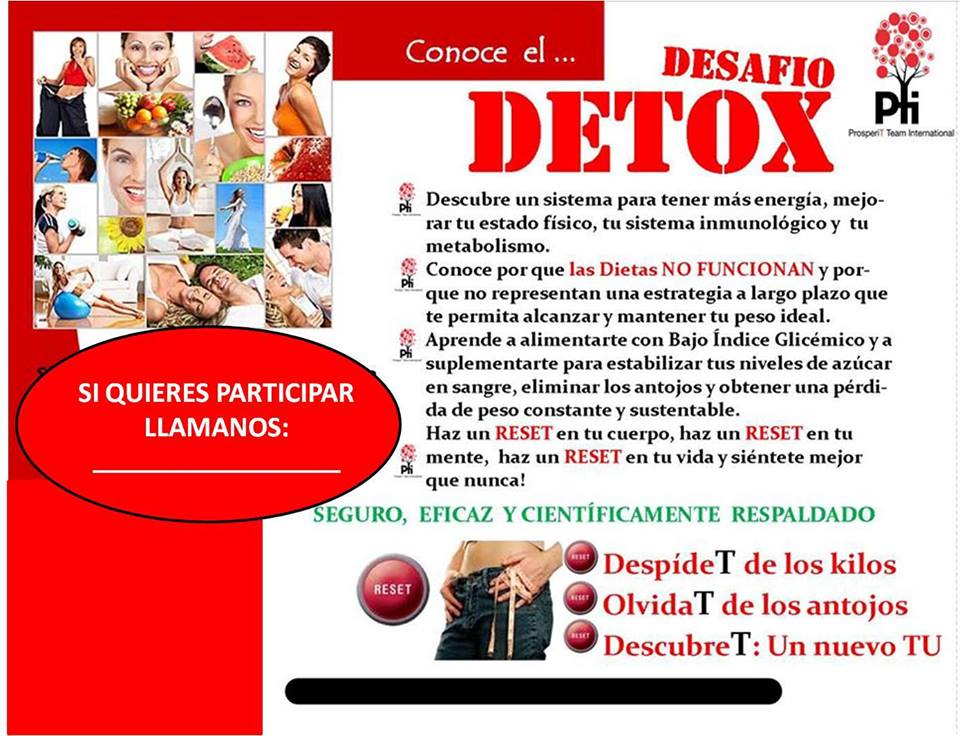 Conoce el ...
DESAFIO
DETOX
Pti
ProsperiT Team International
Descubre un sistema para tener más energía, mejo-
rar tu estado físico, tu sistema inmunológico y tu
metabolismo.
Conoce por que las Dietas NO FUNCIONAN y por-
que no representan una estrategia a largo plazo que
te permita alcanzar y mantener tu peso ideal.
Aprende a alimentarte con Bajo Índice Glicémico y a
suplementarte para estabilizar tus niveles de azúcar
en sangre, eliminar los antojos y obtener una pérdi-
da de peso constante y sustentable.
Haz un RESET en tu cuerpo, haz un RESET en tu
mente, haz un RESET en tu vida y siéntete mejor
que nunca!
SI QUIERES PARTICIPAR
LLAMANOS:
SEGURO, EFICAZ Y CIENTÍFICAMENTE RESPALDADO
RESET
RESET DespídeT de los kilos
RESET OlvidaT de los antojos
RESET DescubreT: Un nuevo TU